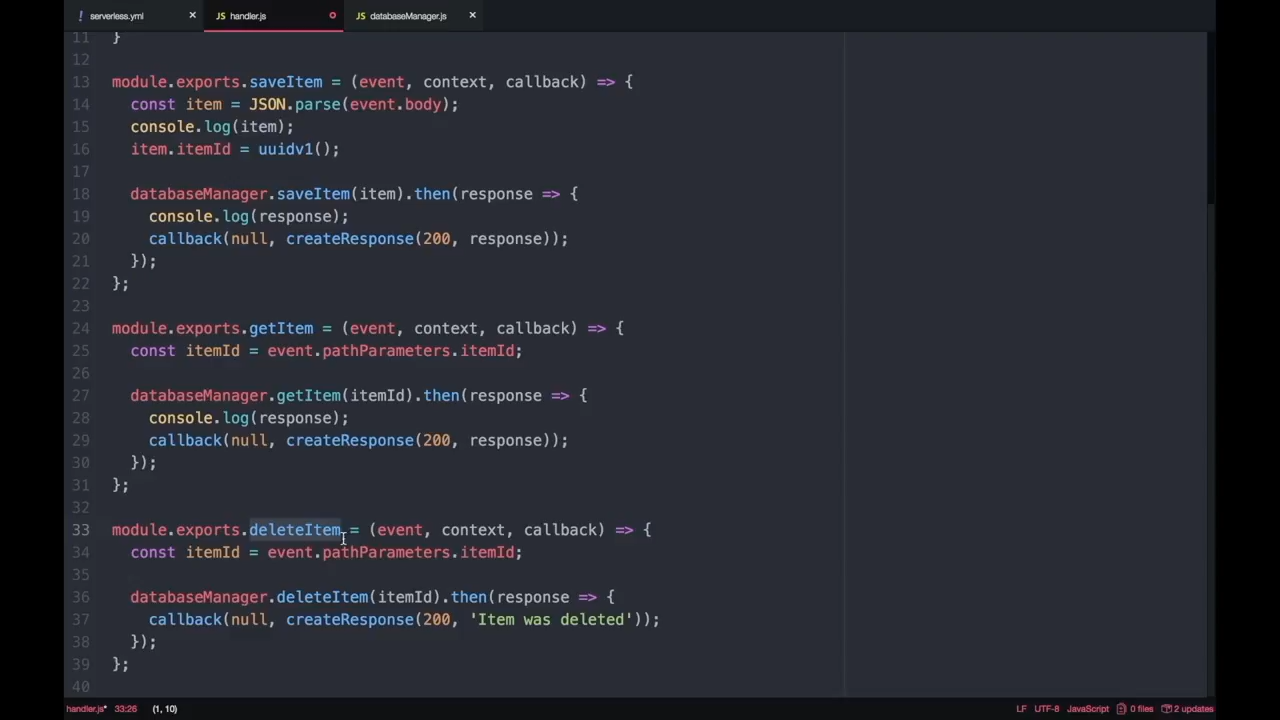 ! serverless.yml ×
JS handler.js
JS databaseManager.js ×
11 }
12
13 module.exports.saveItem = (event, context, callback) => {
14   const item = JSON.parse(event.body);
15   console.log(item);
16   item.itemId = uuidv1();
17
18   databaseManager.saveItem(item).then(response => {
19     console.log(response);
20     callback(null, createResponse(200, response));
21   });
22 };
23
24 module.exports.getItem = (event, context, callback) => {
25   const itemId = event.pathParameters.itemId;
26
27   databaseManager.getItem(itemId).then(response => {
28     console.log(response);
29     callback(null, createResponse(200, response));
30   });
31 };
32
33 module.exports.deleteItem = (event, context, callback) => {
34   const itemId = event.pathParameters.itemId;
35
36   databaseManager.deleteItem(itemId).then(response => {
37     callback(null, createResponse(200, 'Item was deleted'));
38   });
39 };
40
handler.js* 33:26 (1, 10) LF UTF-8 JavaScript 0 files 2 updates